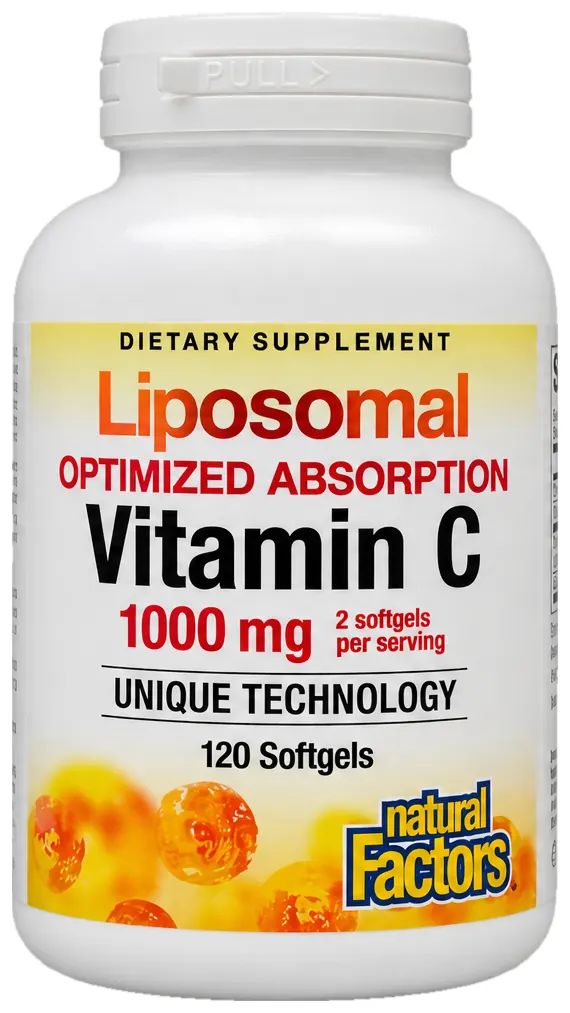 PULL >
DIETARY SUPPLEMENT
Liposomal
OPTIMIZED ABSORPTION
Vitamin C
1000 mg
2 softgels
per serving
UNIQUE TECHNOLOGY
120 Softgels
natural
Factors